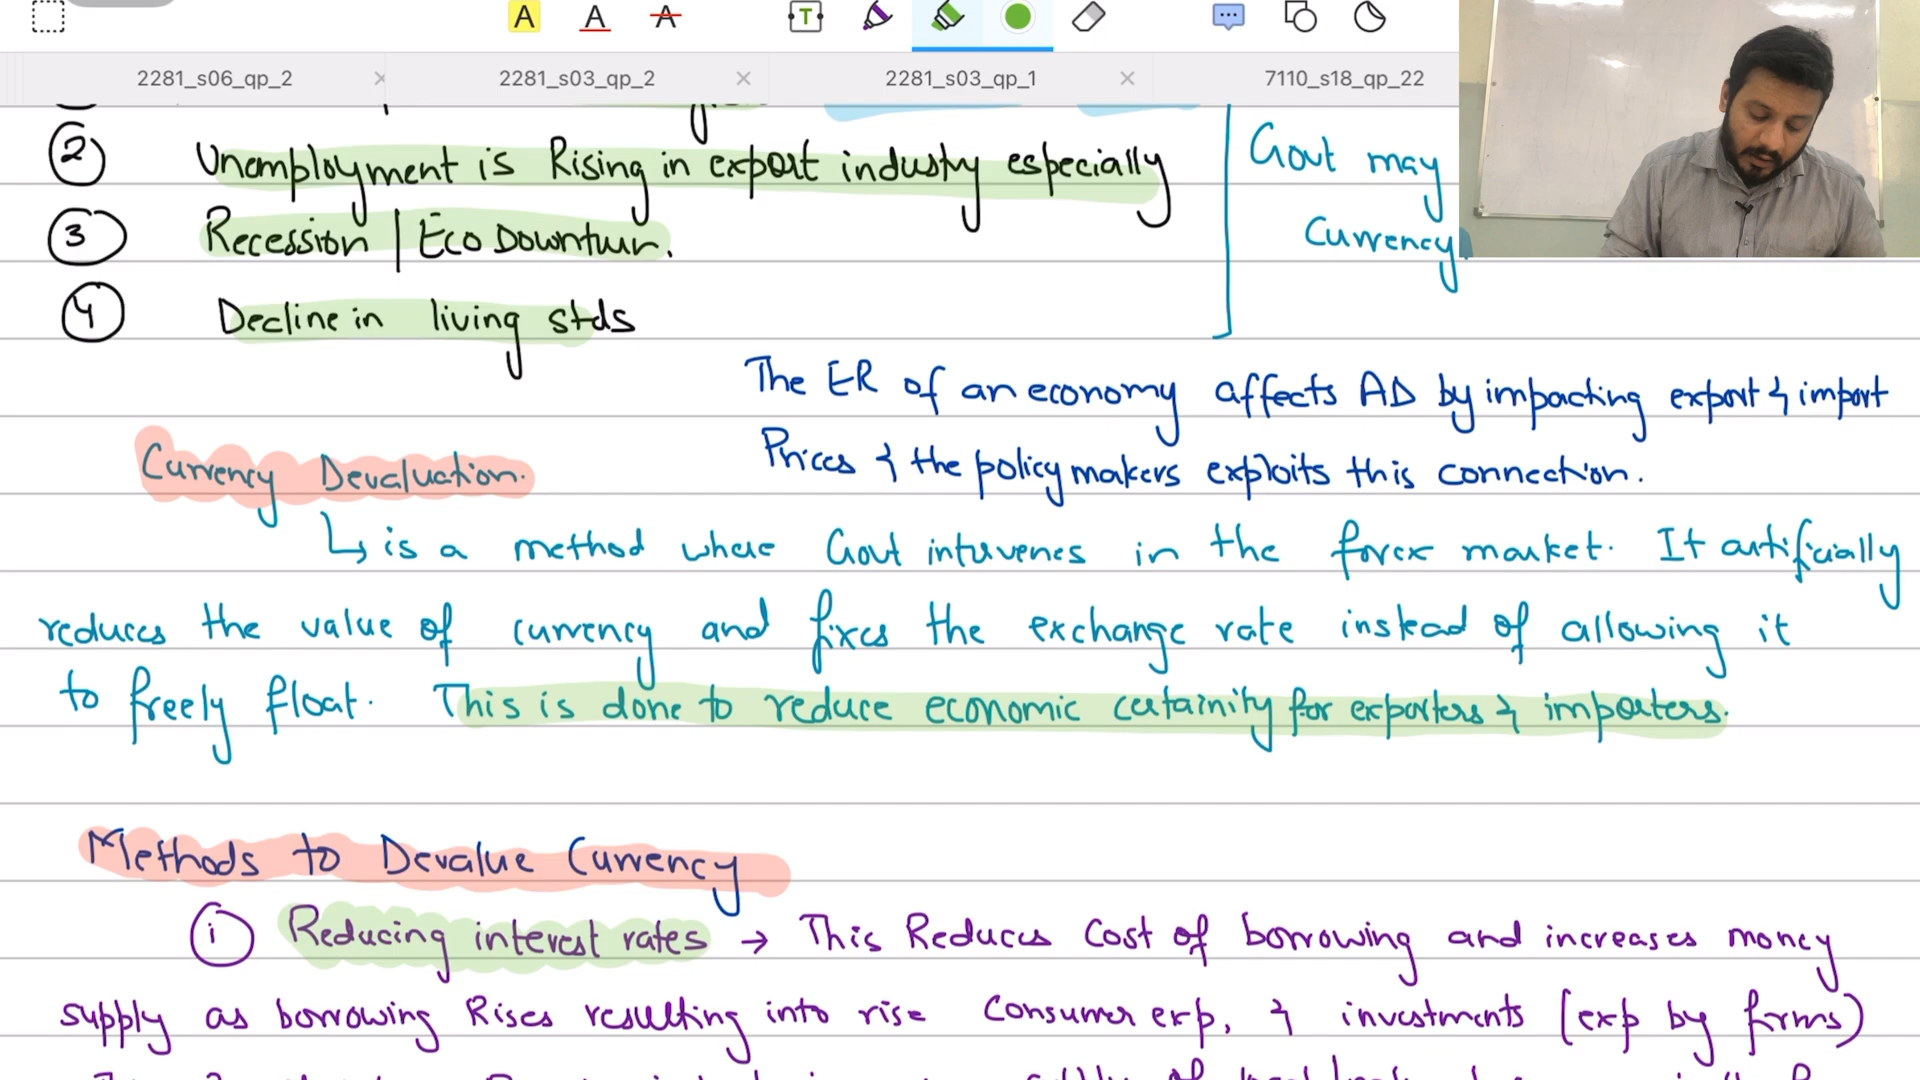 A A A T
2281_s06_qp_2 × 2281_s03_qp_2 × 2281_s03_qp_1 × 7110_s18_qp_22
2 Unemployment is Rising in export industry especially
3 Recession | Eco Downturn.
4 Decline in living stds
Govt may
Currency
The ER of an economy affects AD by impacting export & import
Prices & the policy makers exploits this connection.
Currency Devaluation.
↳ is a method where Govt intervenes in the forex market. It artificially
reduces the value of currency and fixes the exchange rate instead of allowing it
to freely float. This is done to reduce economic certainity for exporters & importers.
Methods to Devalue Currency
i Reducing interest rates → This Reduces Cost of borrowing and increases money
supply as borrowing Rises resulting into rise Consumer exp. & investments (exp by firms)